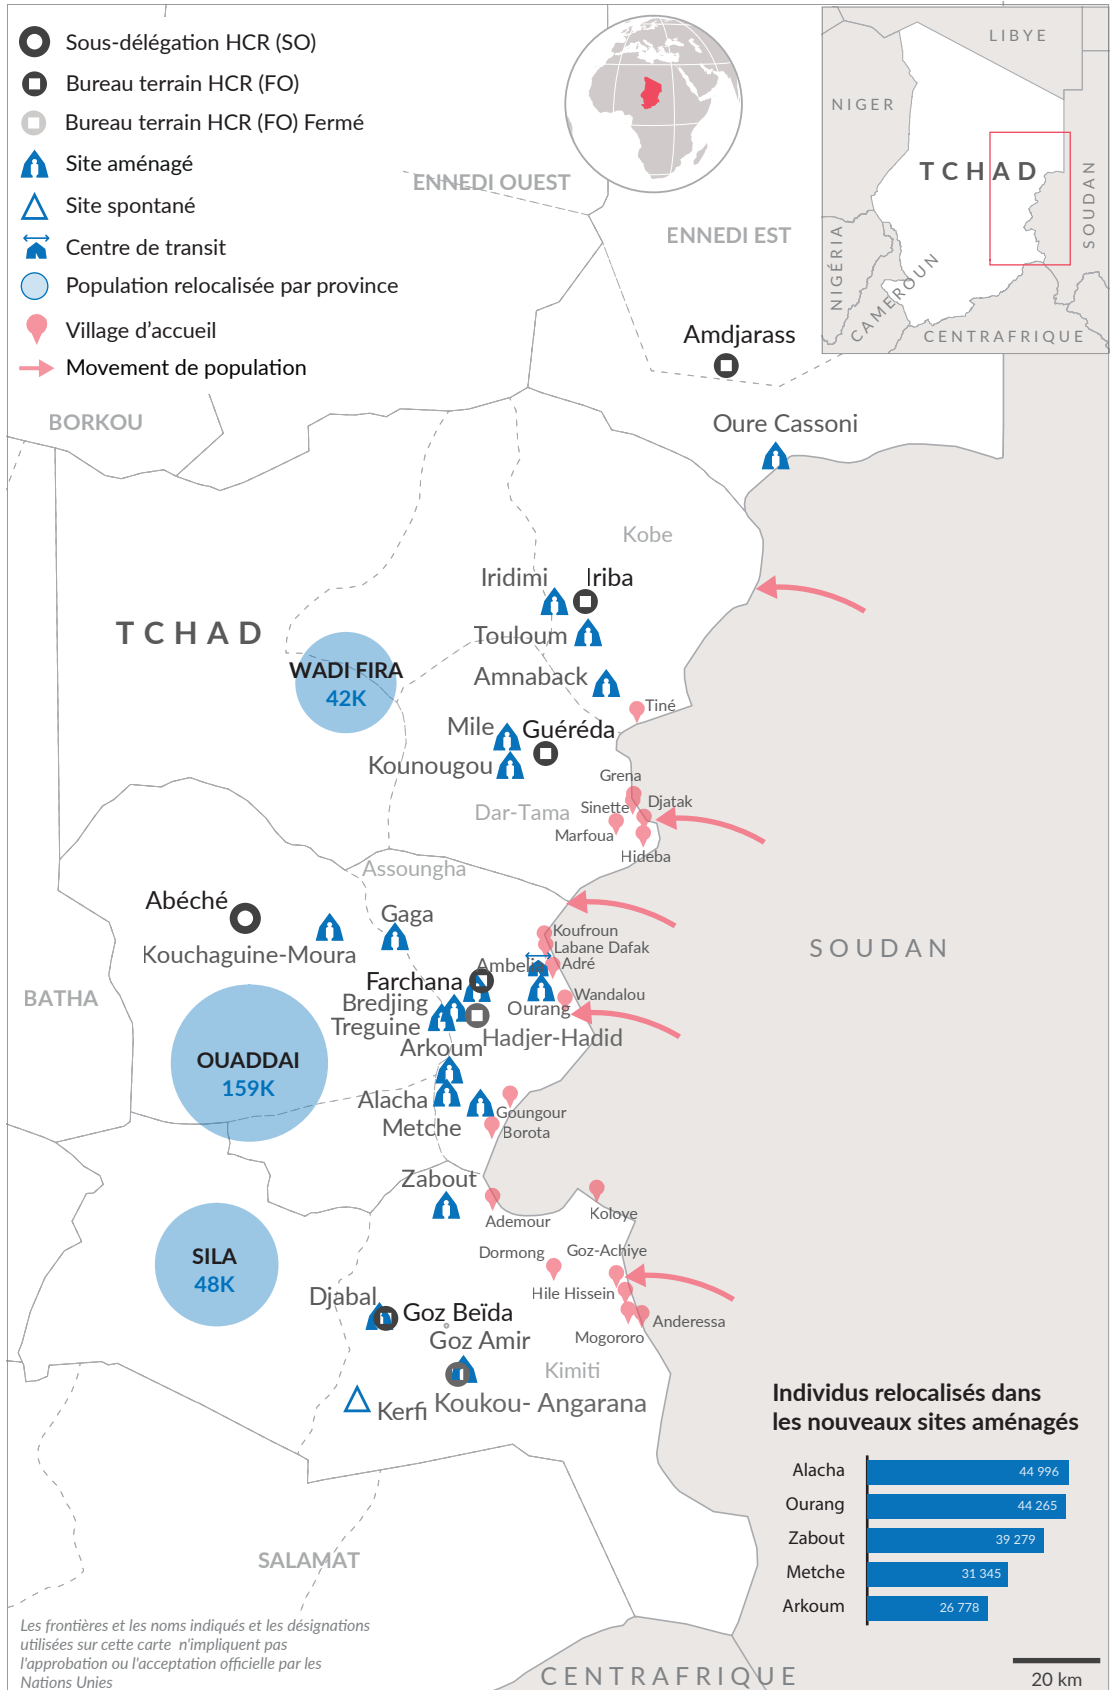 Sous-délégation HCR (SO)
Bureau terrain HCR (FO)
Bureau terrain HCR (FO) Fermé
Site aménagé
Site spontané
Centre de transit
Population relocalisée par province
Village d'accueil
Movement de population
LIBYE
NIGER
TCHAD
SOUDAN
NIGÉRIA
CAMEROUN
CENTRAFRIQUE
ENNEDI OUEST
ENNEDI EST
Amdjarass
BORKOU
Oure Cassoni
Kobe
Iridimi
Iriba
TCHAD
Touloum
WADI FIRA
42K
Amnaback
Tiné
Mile
Guéréda
Kounougou
Grena
Dar-Tama
Sinette
Djatak
Marfoua
Hideba
Assoungha
Abéché
Gaga
Kouchaguine-Moura
Koufroun
Labane Dafak
Ambelia
Adré
SOUDAN
Farchana
BATHA
Bredjing
Wandalou
Ourang
Treguine
Hadjer-Hadid
Arkoum
OUADDAI
159K
Alacha
Goungour
Metche
Borota
Zabout
Ademour
Koloye
Dormong
Goz-Achiye
SILA
48K
Hile Hissein
Djabal
Goz Beïda
Anderessa
Mogororo
Goz Amir
Kimiti
Kerfi
Koukou- Angarana
Individus relocalisés dans
les nouveaux sites aménagés
Alacha 44 996
Ourang 44 265
Zabout 39 279
Metche 31 345
Arkoum 26 778
SALAMAT
Les frontières et les noms indiqués et les désignations
utilisées sur cette carte n'impliquent pas
l'approbation ou l'acceptation officielle par les
Nations Unies
CENTRAFRIQUE
20 km